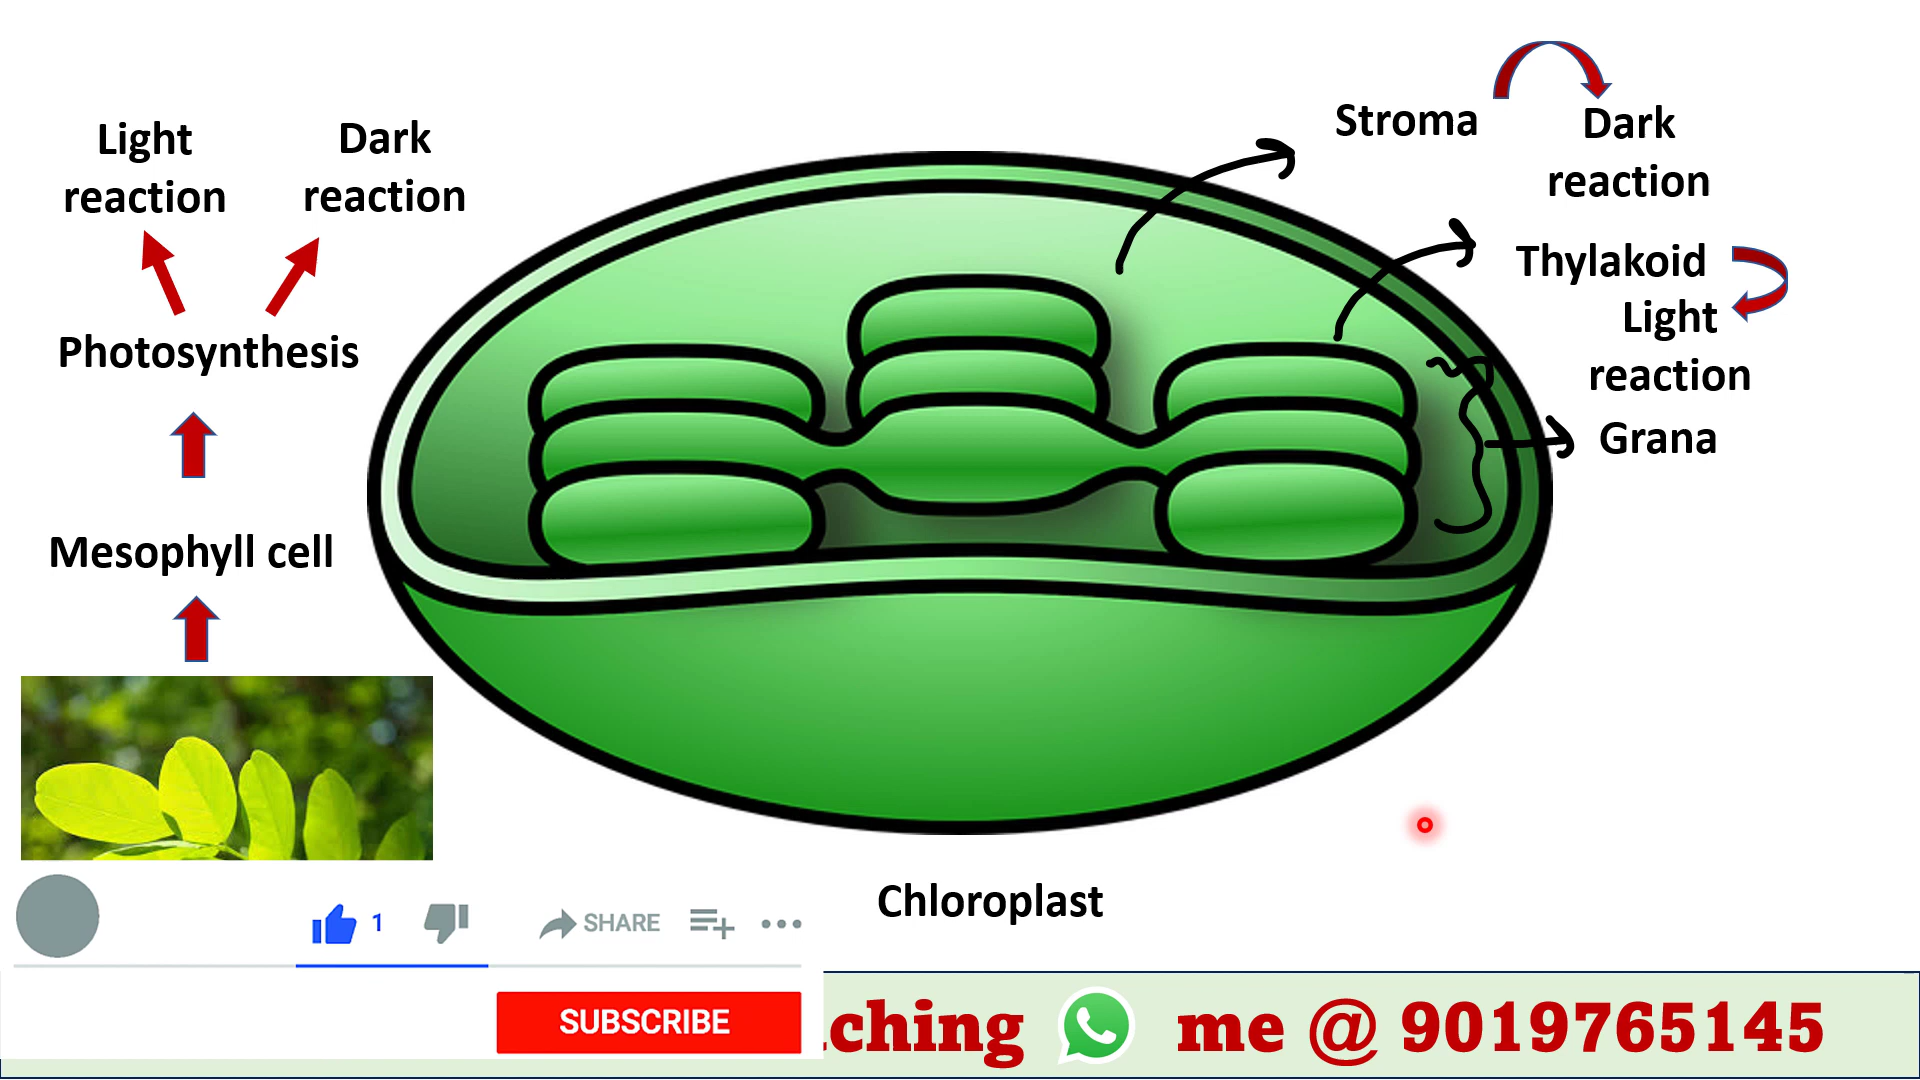 Light
reaction
Dark
reaction
Photosynthesis
Mesophyll cell
Stroma
Dark
reaction
Thylakoid
Light
reaction
Grana
Chloroplast
1
SHARE
SUBSCRIBE
me @ 9019765145